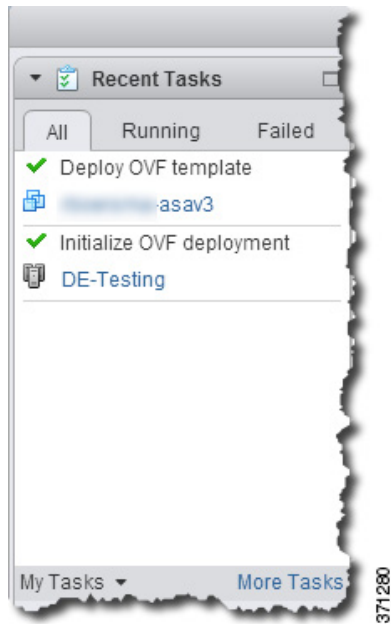 Recent Tasks
All Running Failed
Deploy OVF template
-asav3
Initialize OVF deployment
DE-Testing
My Tasks More Tasks
371280